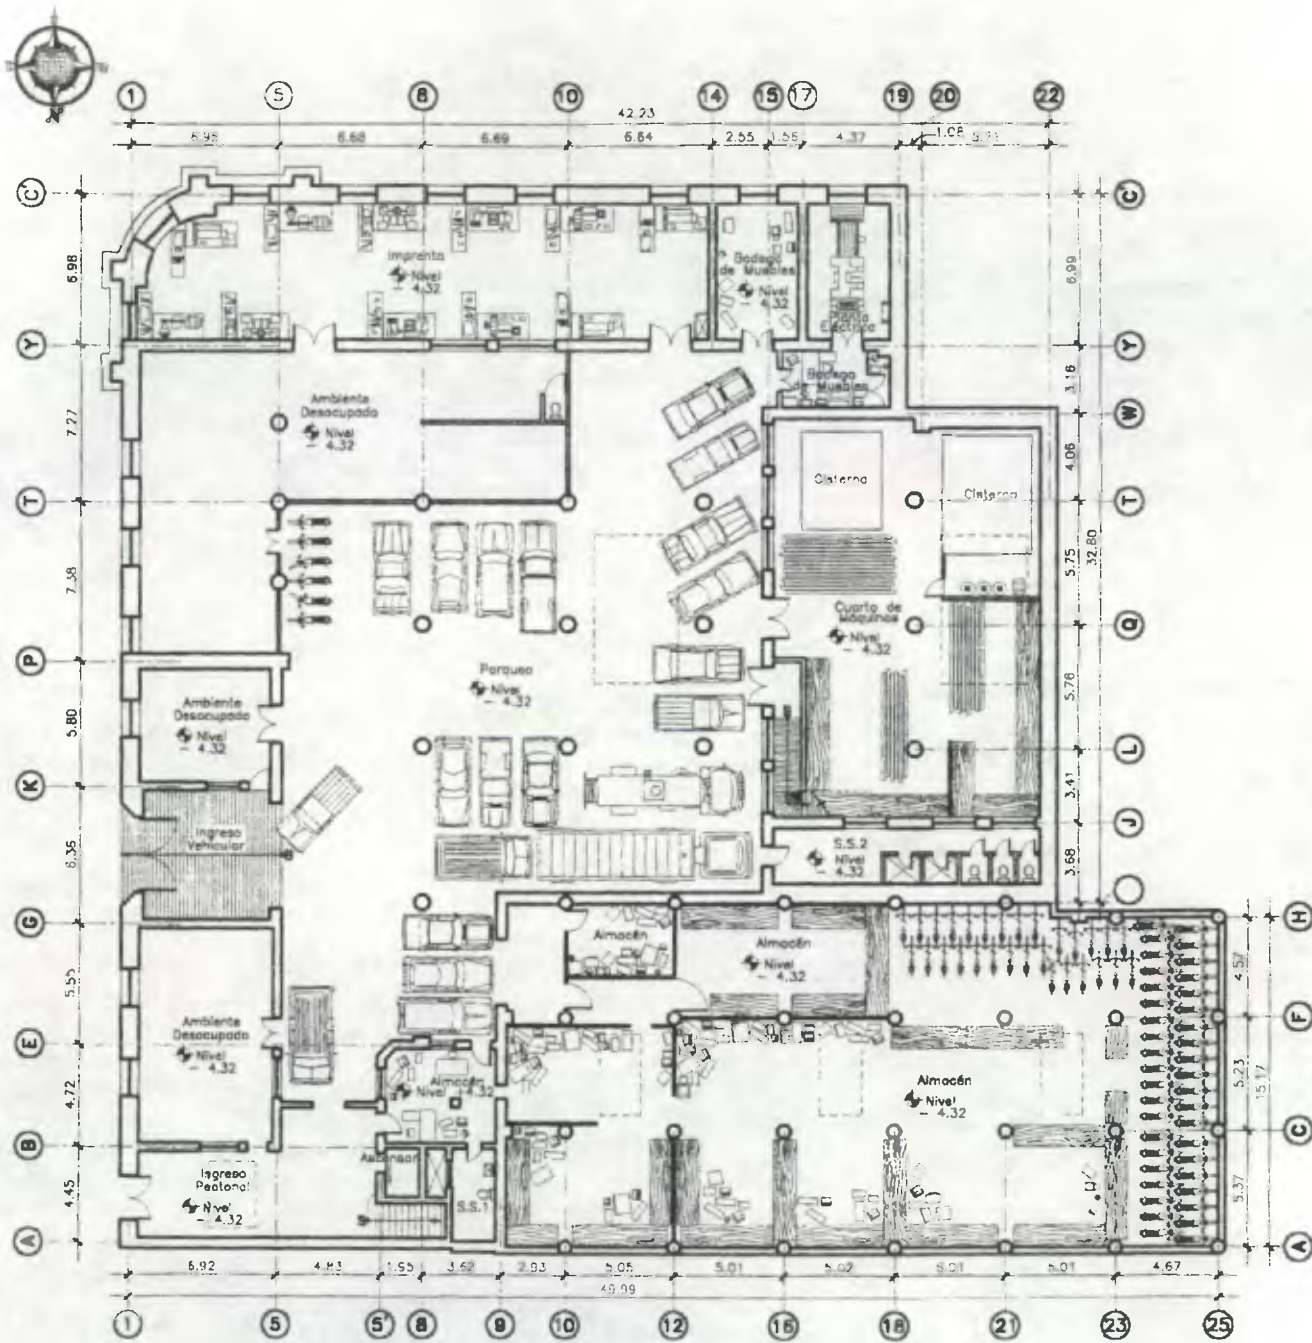 N
1
5
8
10
14
15
17
19
20
22
42.23
6.95
6.68
6.69
6.64
2.55
1.56
4.37
1.08
C'
C'
6.98
6.99
Imprenta
Nivel
- 4.32
Bodega
de Muebles
Nivel
- 4.32
Planta
Eléctrica
Y
Y
Bodega
de Muebles
3.16
W
7.27
Ambiente
Desocupado
Nivel
- 4.32
4.06
Cisterna
Cisterna
T
T
5.75
32.80
7.38
Cuarto de
Máquinas
Nivel
- 4.32
Q
P
Parqueo
Nivel
- 4.32
5.80
Ambiente
Desocupado
Nivel
- 4.32
5.76
L
K
3.41
Ingreso
Vehicular
6.36
J
S.S.2
Nivel
- 4.32
3.68
G
H
Almacén
Almacén
Nivel
- 4.32
4.57
5.55
Ambiente
Desocupado
Nivel
- 4.32
F
E
Almacén
Nivel
- 4.32
Almacén
Nivel
- 4.32
5.23
15.17
4.72
B
C
Ascensor
Ingreso
Peatonal
Nivel
- 4.32
S.S.1
4.45
5.37
A
A
6.92
4.83
1.55
3.62
2.93
5.05
5.01
5.02
5.01
5.01
4.67
49.99
1
5
5'
8
9
10
12
16
18
21
23
25